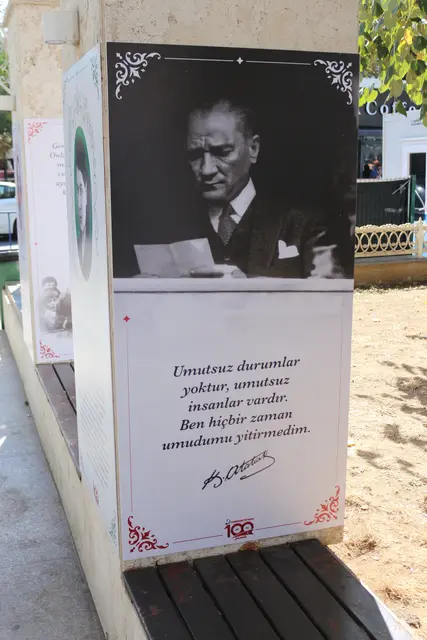 Umutsuz durumlar
yoktur, umutsuz
insanlar vardır.
Ben hiçbir zaman
umudumu yitirmedim.
K. Atatürk
100